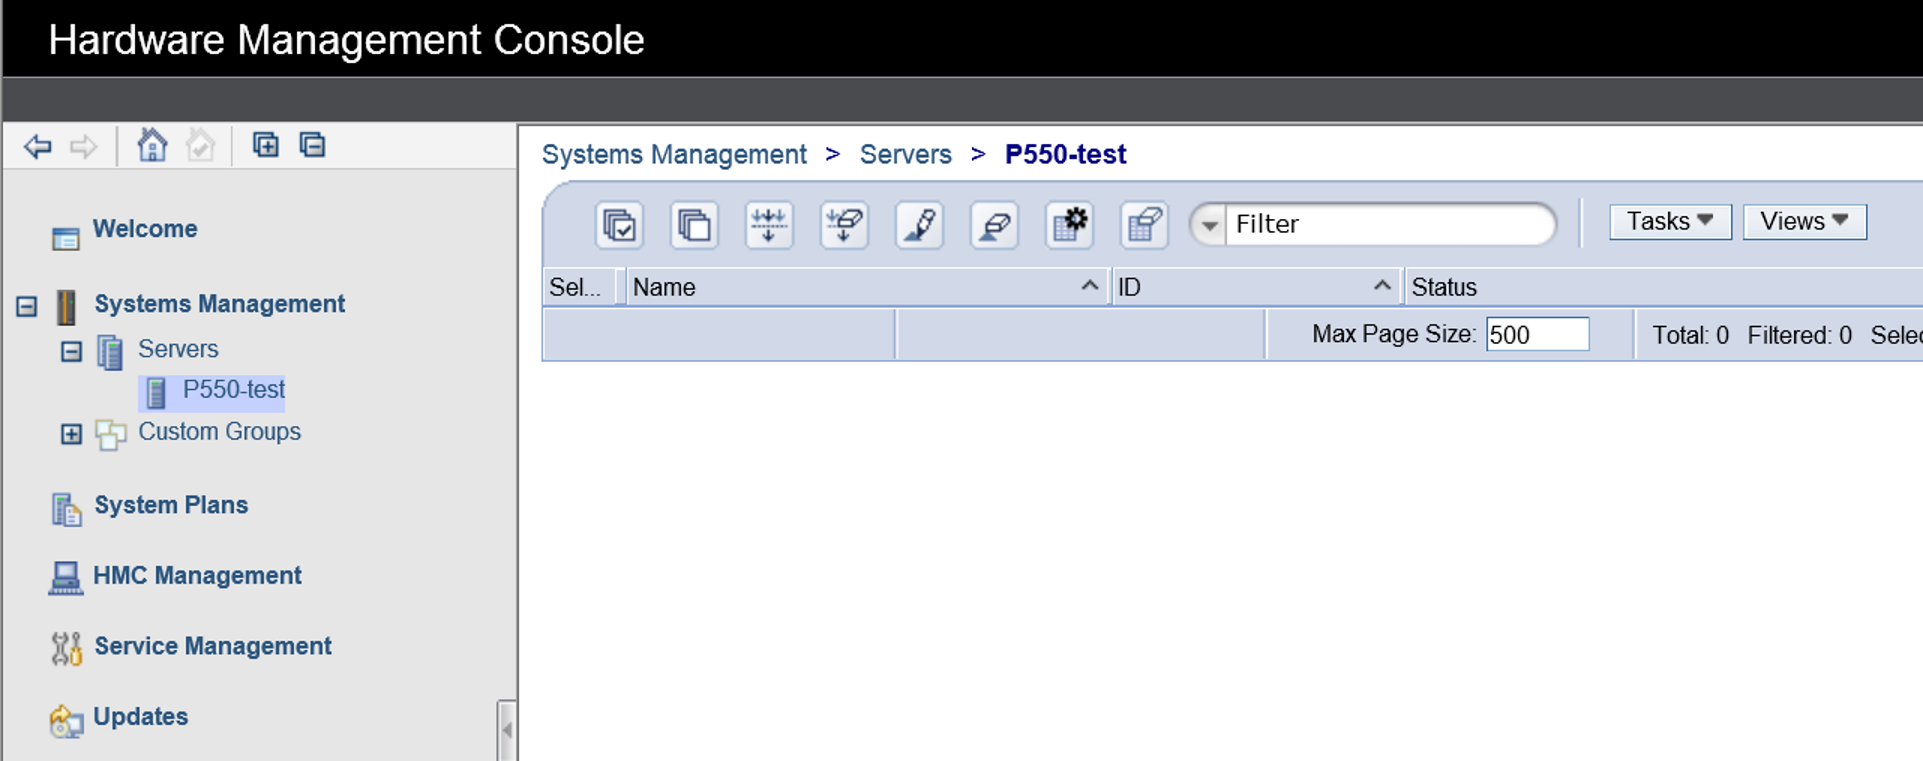 Hardware Management Console
Systems Management > Servers > P550-test
Filter
Tasks
Views
Sel... Name ID Status
Max Page Size: 500 Total: 0 Filtered: 0
Welcome
Systems Management
Servers
P550-test
Custom Groups
System Plans
HMC Management
Service Management
Updates